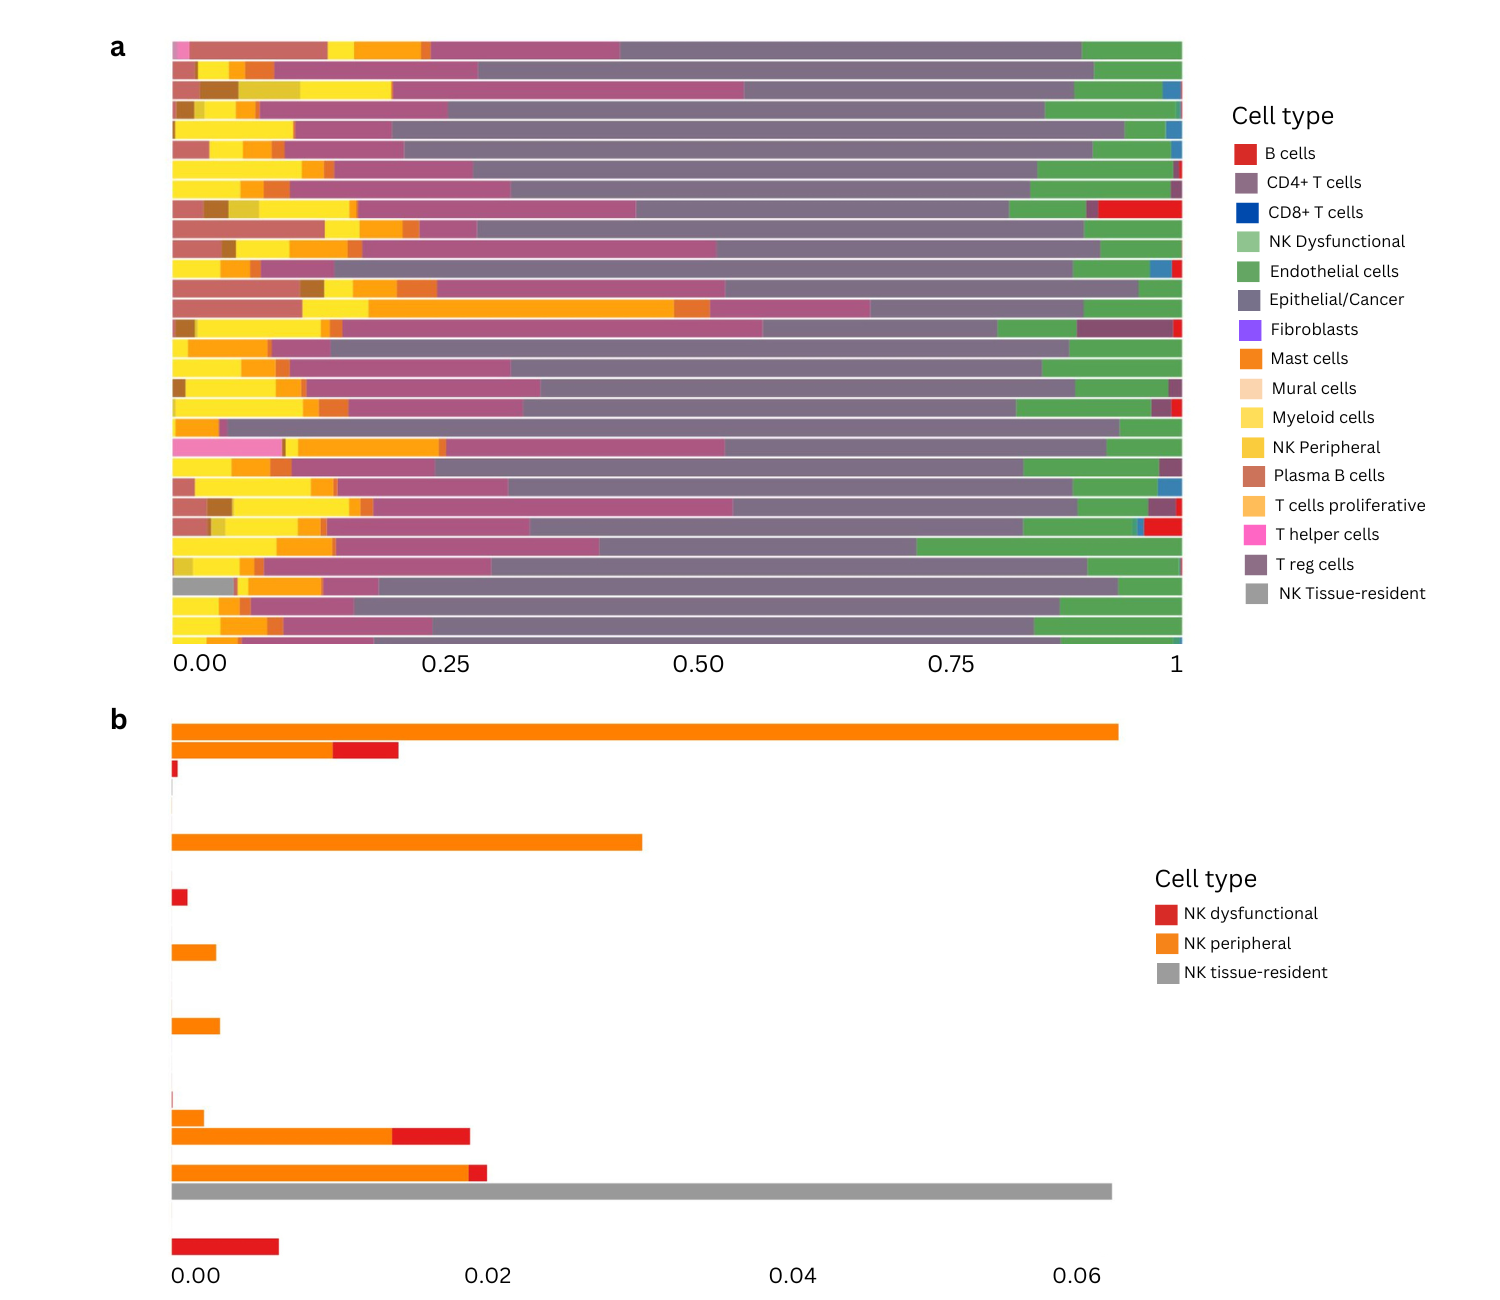 a
Cell type
B cells
CD4+ T cells
CD8+ T cells
NK Dysfunctional
Endothelial cells
Epithelial/Cancer
Fibroblasts
Mast cells
Mural cells
Myeloid cells
NK Peripheral
Plasma B cells
T cells proliferative
T helper cells
T reg cells
NK Tissue-resident
0.00 0.25 0.50 0.75 1
b
Cell type
NK dysfunctional
NK peripheral
NK tissue-resident
0.00 0.02 0.04 0.06